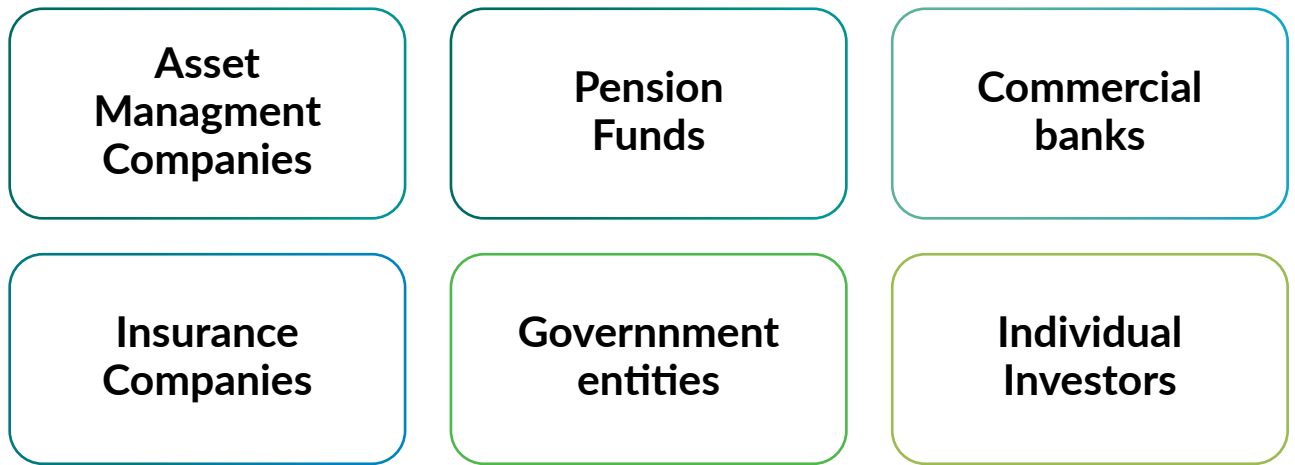 Asset
Managment
Companies
Pension
Funds
Commercial
banks
Insurance
Companies
Governnment
entities
Individual
Investors